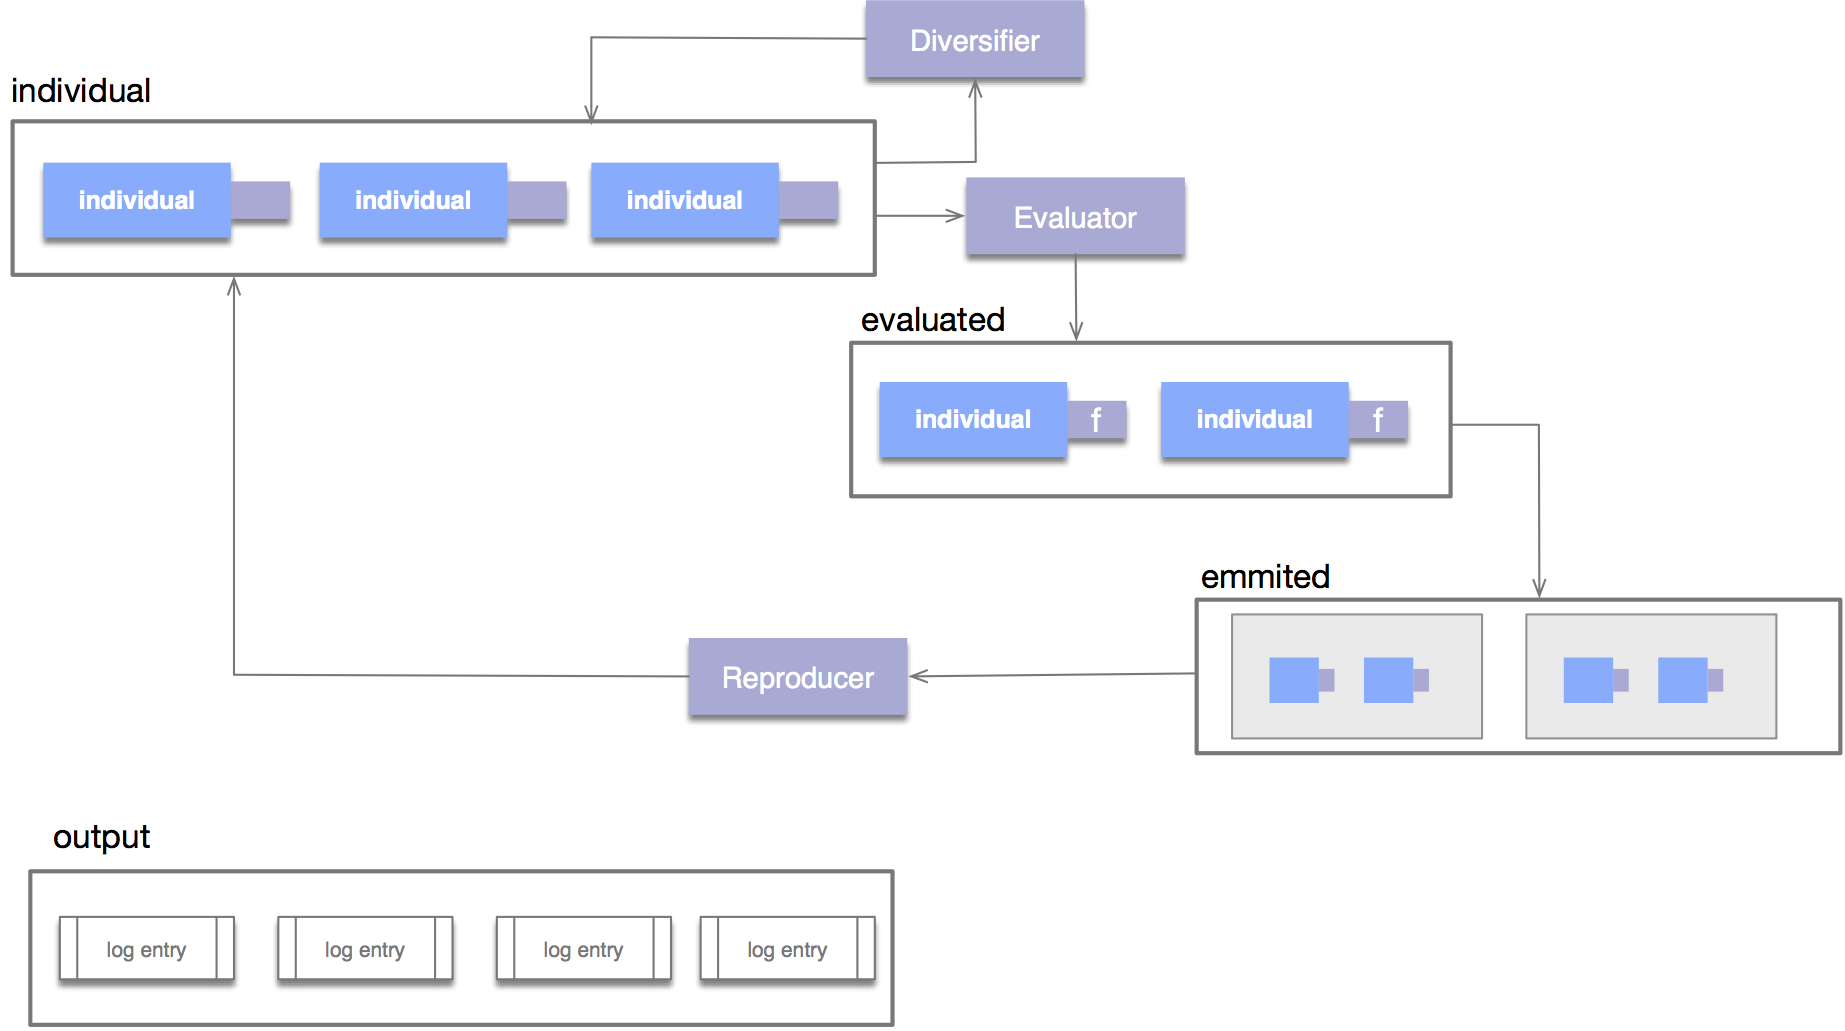 Diversifier
individual
individual
individual
individual
Evaluator
evaluated
individual f
individual f
emmited
Reproducer
output
log entry
log entry
log entry
log entry